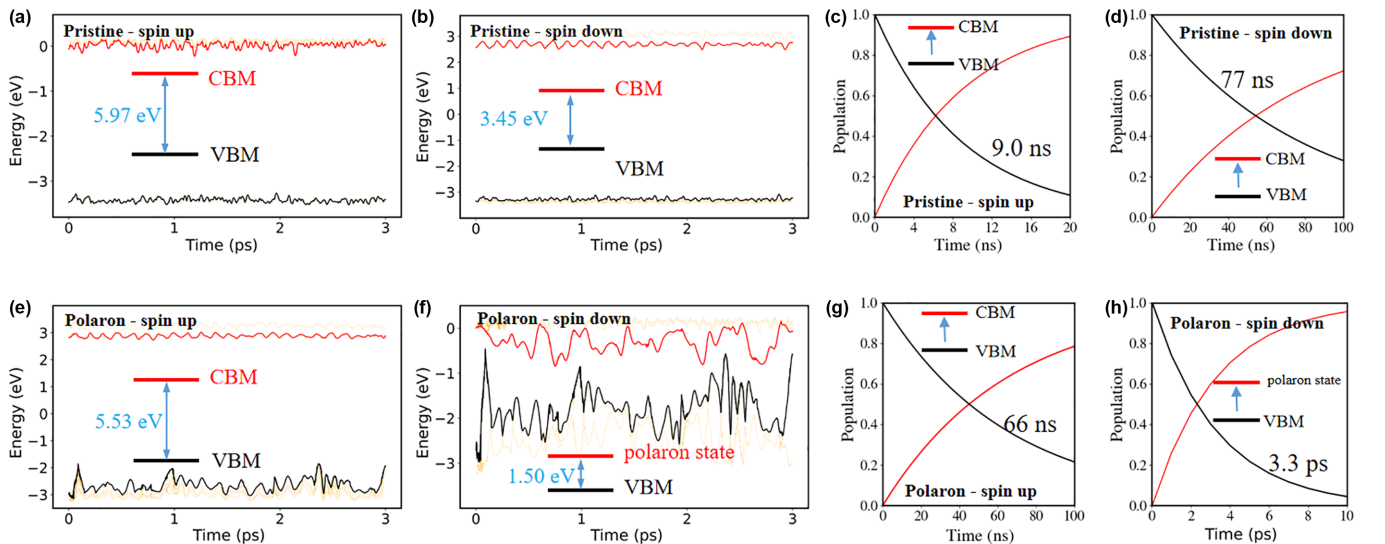 (a)
Pristine - spin up
0
−1
−2
−3
Energy (eV)
CBM
5.97 eV
VBM
0
1
2
3
Time (ps)
(b)
Pristine - spin down
3
2
1
0
−1
−2
−3
Energy (eV)
CBM
3.45 eV
VBM
0
1
2
3
Time (ps)
(c)
1.0
0.8
0.6
0.4
0.2
0.0
Population
CBM
VBM
9.0 ns
Pristine - spin up
0
4
8
12
16
20
Time (ns)
(d)
1.0
0.8
0.6
0.4
0.2
0.0
Population
Pristine - spin down
77 ns
CBM
VBM
0
20
40
60
80
100
Time (ns)
(e)
Polaron - spin up
3
2
1
0
−1
−2
−3
Energy (eV)
CBM
5.53 eV
VBM
0
1
2
3
Time (ps)
(f)
Polaron - spin down
0
−1
−2
−3
Energy (eV)
polaron state
1.50 eV
VBM
0
1
2
3
Time (ps)
(g)
1.0
0.8
0.6
0.4
0.2
0.0
Population
CBM
VBM
66 ns
Polaron - spin up
0
20
40
60
80
100
Time (ns)
(h)
1.0
0.8
0.6
0.4
0.2
0.0
Population
Polaron - spin down
polaron state
VBM
3.3 ps
0
2
4
6
8
10
Time (ps)